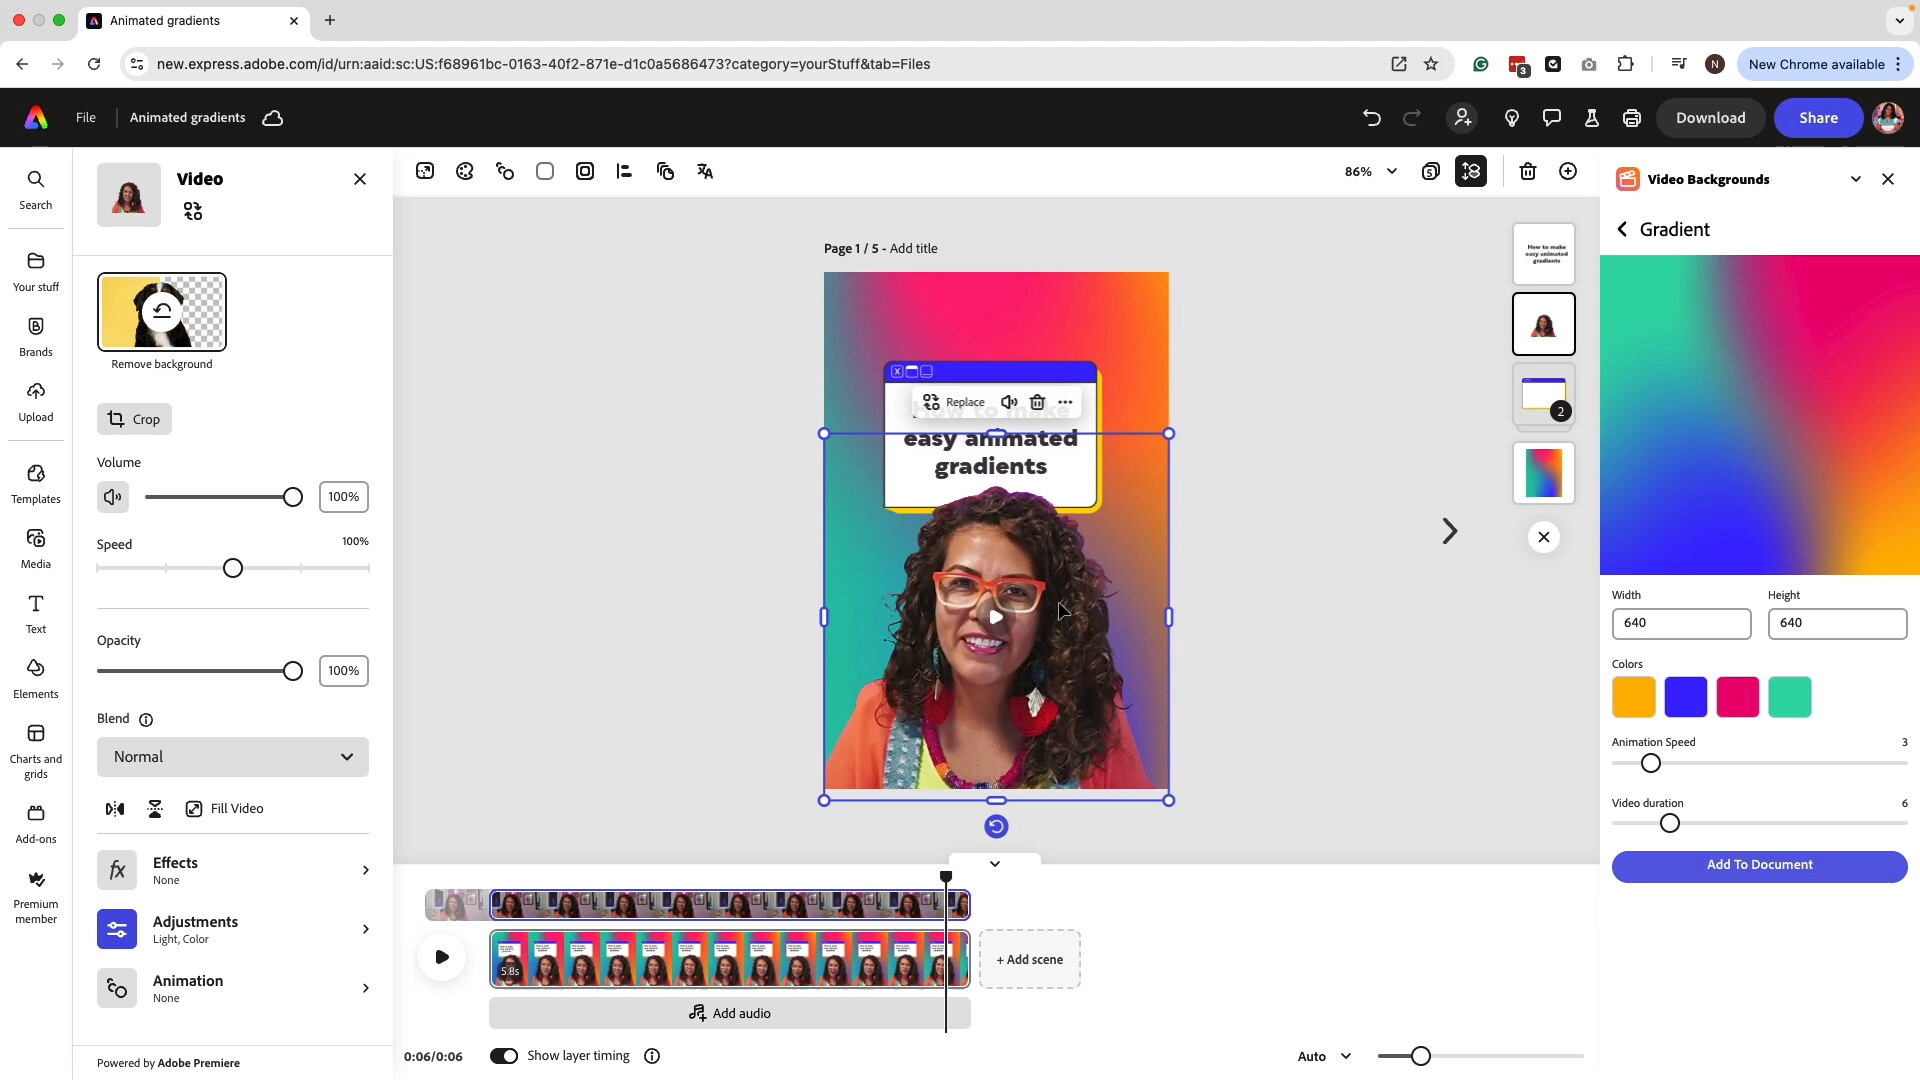 Animated gradients
new.express.adobe.com/id/urn:aaid:sc:US:f68961bc-0163-40f2-871e-d1c0a5686473?category=yourStuff&tab=Files
3
N
New Chrome available
File
Animated gradients
Download
Share
Search
Your stuff
Brands
Upload
Templates
Media
Text
Elements
Charts and
grids
Add-ons
Premium
member
Video
Remove background
Crop
Volume
100%
Speed
100%
Opacity
100%
Blend
Normal
Fill Video
Effects
None
Adjustments
Light, Color
Animation
None
Powered by Adobe Premiere
86%
Page 1 / 5 - Add title
Replace
How to make
easy animated
gradients
How to make
easy animated
gradients
2
5.8s
+ Add scene
Add audio
0:06/0:06
Show layer timing
Auto
Video Backgrounds
Gradient
Width
Height
640
640
Colors
Animation Speed
3
Video duration
6
Add To Document